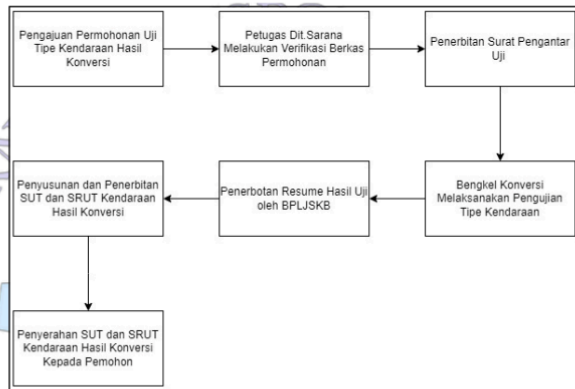 Pengajuan Permohonan Uji
Tipe Kendaraan Hasil
Konversi
Petugas Dit.Sarana
Melakukan Verifikasi Berkas
Permohonan
Penerbitan Surat Pengantar
Uji
Bengkel Konversi
Melaksanakan Pengujian
Tipe Kendaraan
Penerbotan Resume Hasil Uji
oleh BPLJSKB
Penyusunan dan Penerbitan
SUT dan SRUT Kendaraan
Hasil Konversi
Penyerahan SUT dan SRUT
Kendaraan Hasil Konversi
Kepada Pemohon